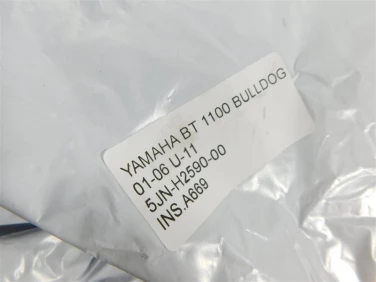 YAMAHA BT 1100 BULLDOG
01-06 U-11
5JN-H2590-00
INS.A669